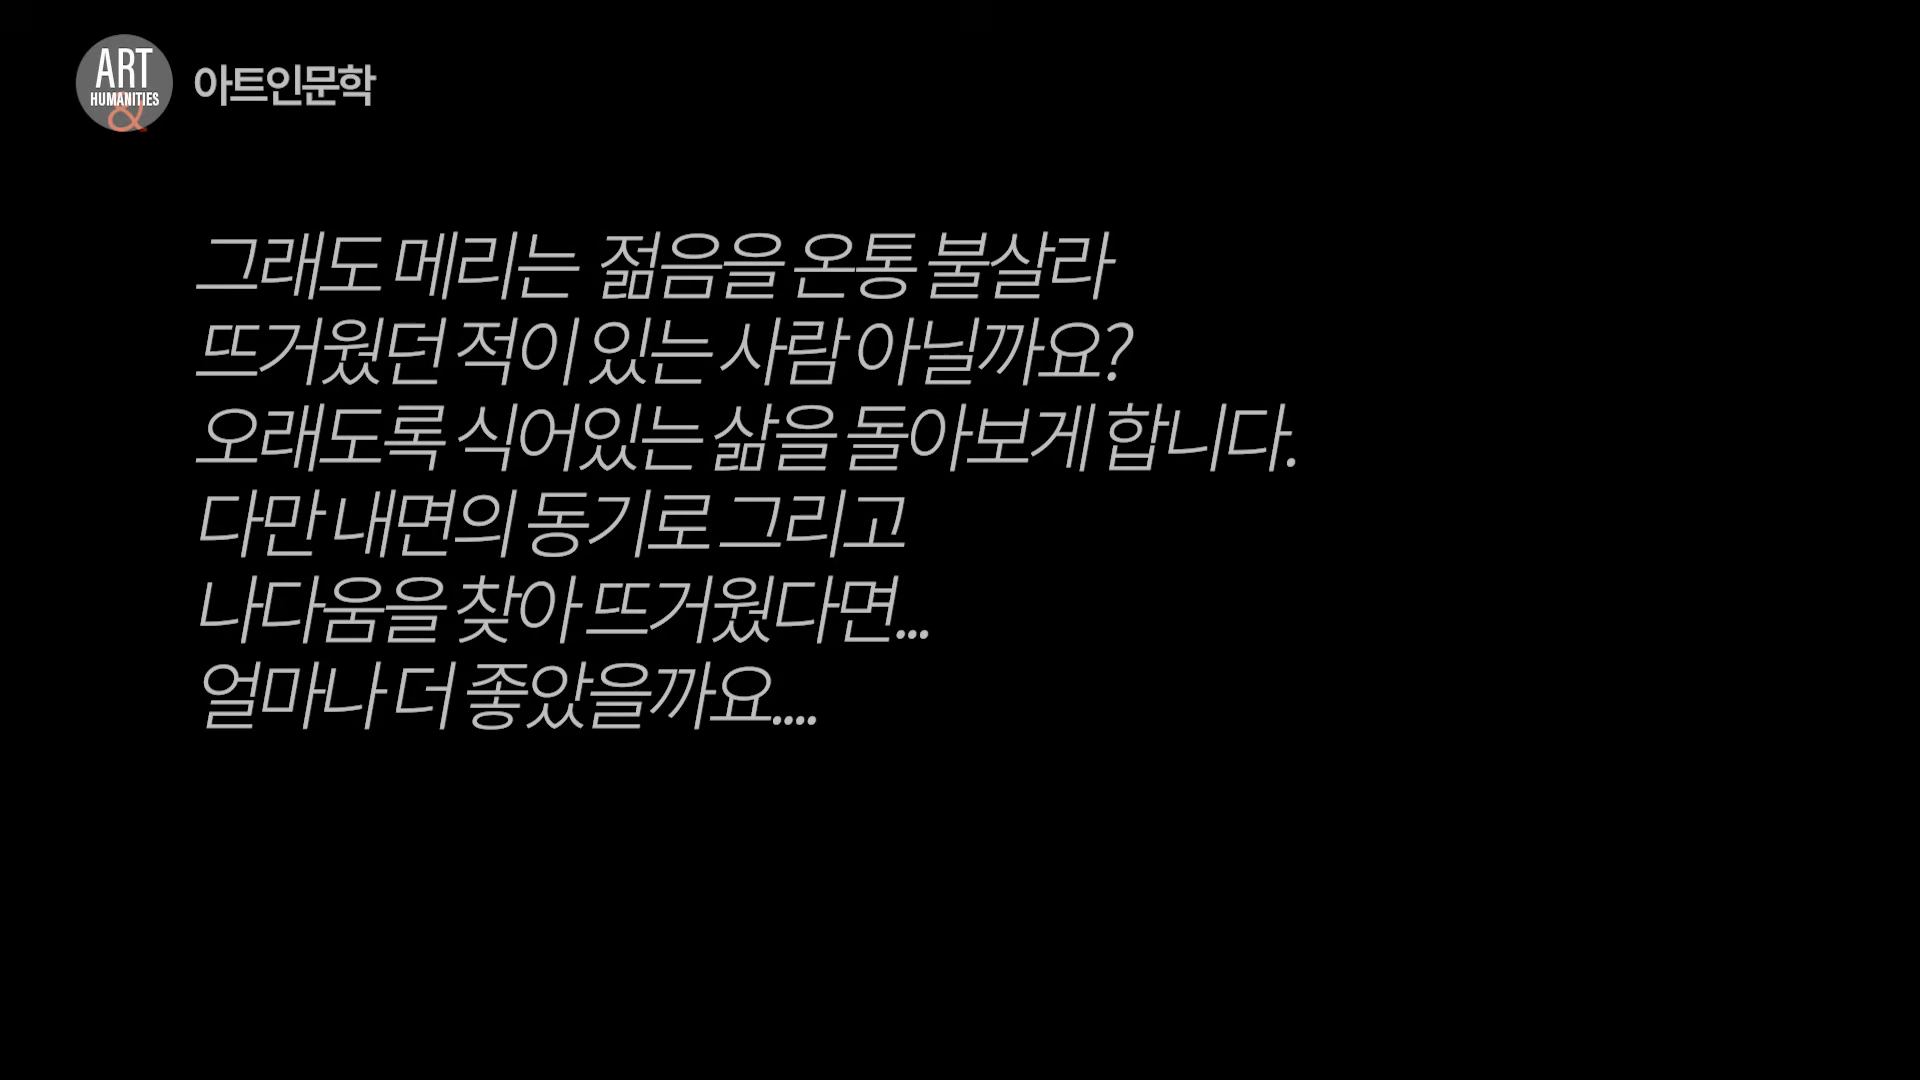 ART
HUMANITIES
&
아트인문학
그래도 메리는 젊음을 온통 불살라
뜨거웠던 적이 있는 사람 아닐까요?
오래도록 식어있는 삶을 돌아보게 합니다.
다만 내면의 동기로 그리고
나다움을 찾아 뜨거웠다면...
얼마나 더 좋았을까요....